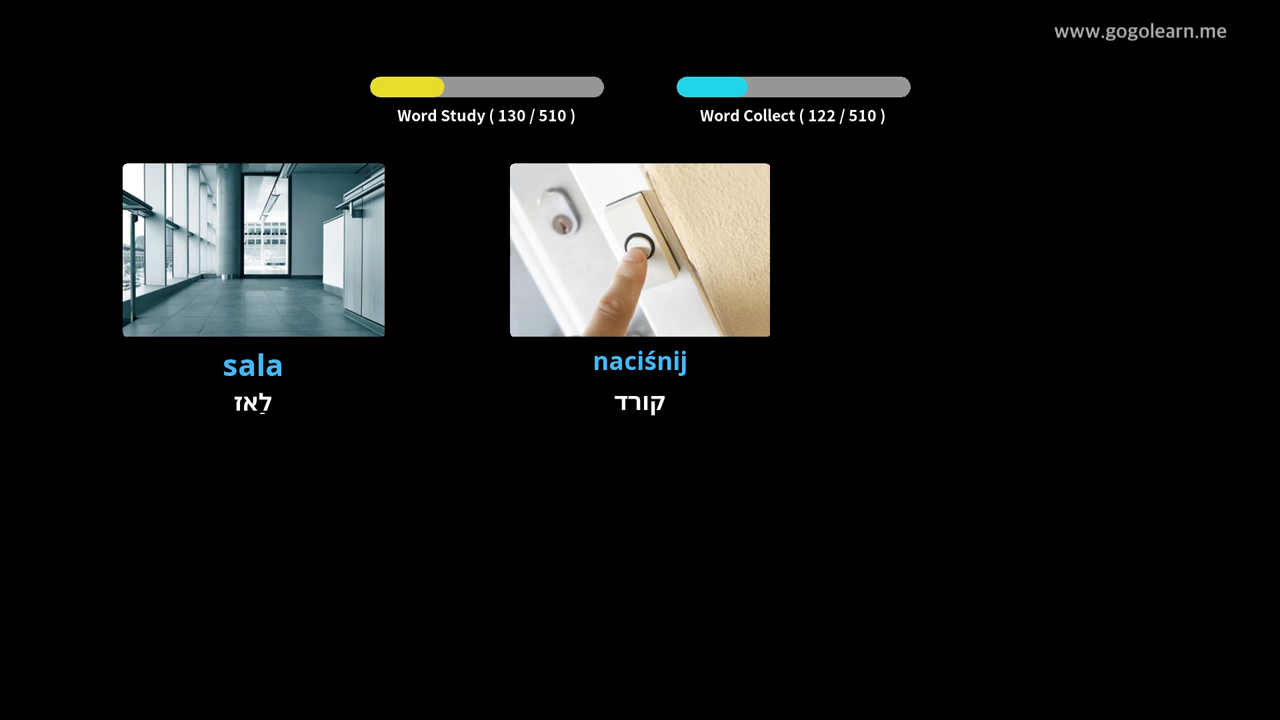 www.gogolearn.me
Word Study ( 130 / 510 )
Word Collect ( 122 / 510 )
sala
לַאז
naciśnij
קורד